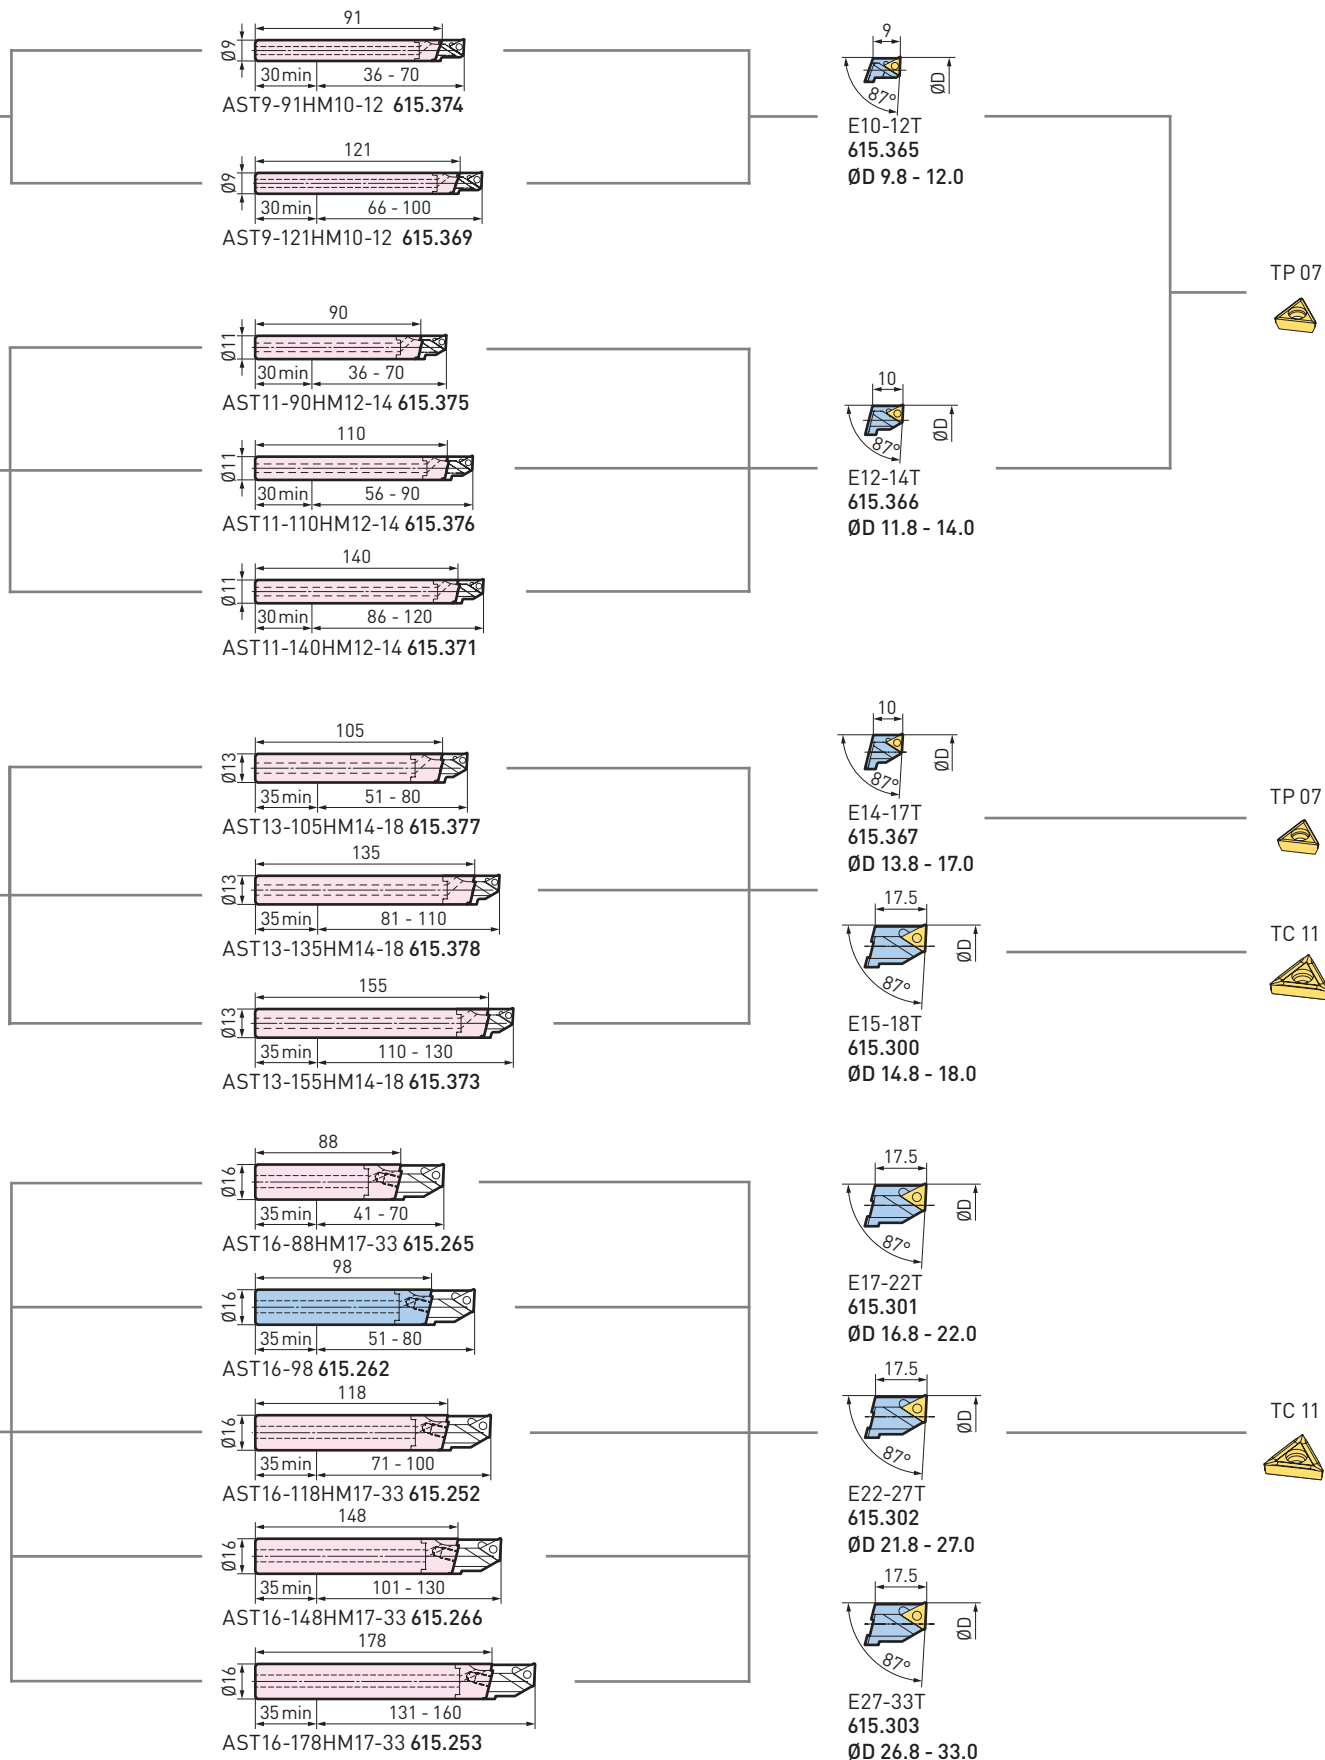 91
Ø9
30min 36 - 70
AST9-91HM10-12 615.374
121
Ø9
30min 66 - 100
AST9-121HM10-12 615.369
9
ØD
87°
E10-12T
615.365
ØD 9.8 - 12.0
TP 07
90
Ø11
30min 36 - 70
AST11-90HM12-14 615.375
110
Ø11
30min 56 - 90
AST11-110HM12-14 615.376
140
Ø11
30min 86 - 120
AST11-140HM12-14 615.371
10
ØD
87°
E12-14T
615.366
ØD 11.8 - 14.0
105
Ø13
35min 51 - 80
AST13-105HM14-18 615.377
135
Ø13
35min 81 - 110
AST13-135HM14-18 615.378
155
Ø13
35min 110 - 130
AST13-155HM14-18 615.373
10
ØD
87°
E14-17T
615.367
ØD 13.8 - 17.0
TP 07
17.5
ØD
87°
E15-18T
615.300
ØD 14.8 - 18.0
TC 11
88
Ø16
35min 41 - 70
AST16-88HM17-33 615.265
98
Ø16
35min 51 - 80
AST16-98 615.262
118
Ø16
35min 71 - 100
AST16-118HM17-33 615.252
148
Ø16
35min 101 - 130
AST16-148HM17-33 615.266
178
Ø16
35min 131 - 160
AST16-178HM17-33 615.253
17.5
ØD
87°
E17-22T
615.301
ØD 16.8 - 22.0
17.5
ØD
87°
E22-27T
615.302
ØD 21.8 - 27.0
TC 11
17.5
ØD
87°
E27-33T
615.303
ØD 26.8 - 33.0